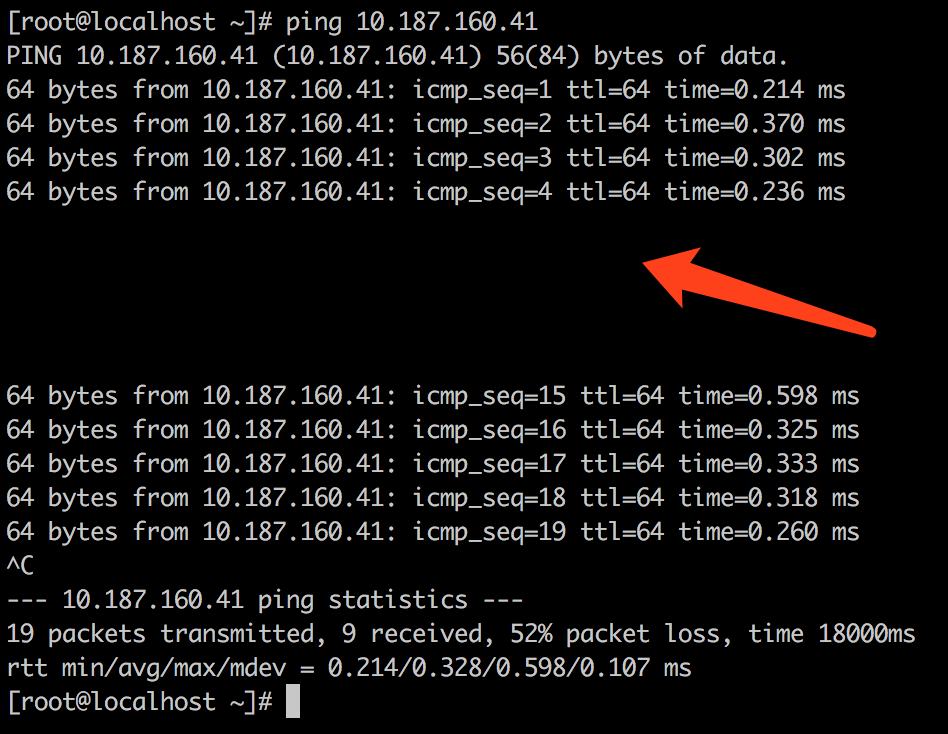 [root@localhost ~]# ping 10.187.160.41
PING 10.187.160.41 (10.187.160.41) 56(84) bytes of data.
64 bytes from 10.187.160.41: icmp_seq=1 ttl=64 time=0.214 ms
64 bytes from 10.187.160.41: icmp_seq=2 ttl=64 time=0.370 ms
64 bytes from 10.187.160.41: icmp_seq=3 ttl=64 time=0.302 ms
64 bytes from 10.187.160.41: icmp_seq=4 ttl=64 time=0.236 ms
64 bytes from 10.187.160.41: icmp_seq=15 ttl=64 time=0.598 ms
64 bytes from 10.187.160.41: icmp_seq=16 ttl=64 time=0.325 ms
64 bytes from 10.187.160.41: icmp_seq=17 ttl=64 time=0.333 ms
64 bytes from 10.187.160.41: icmp_seq=18 ttl=64 time=0.318 ms
64 bytes from 10.187.160.41: icmp_seq=19 ttl=64 time=0.260 ms
^C
--- 10.187.160.41 ping statistics ---
19 packets transmitted, 9 received, 52% packet loss, time 18000ms
rtt min/avg/max/mdev = 0.214/0.328/0.598/0.107 ms
[root@localhost ~]#